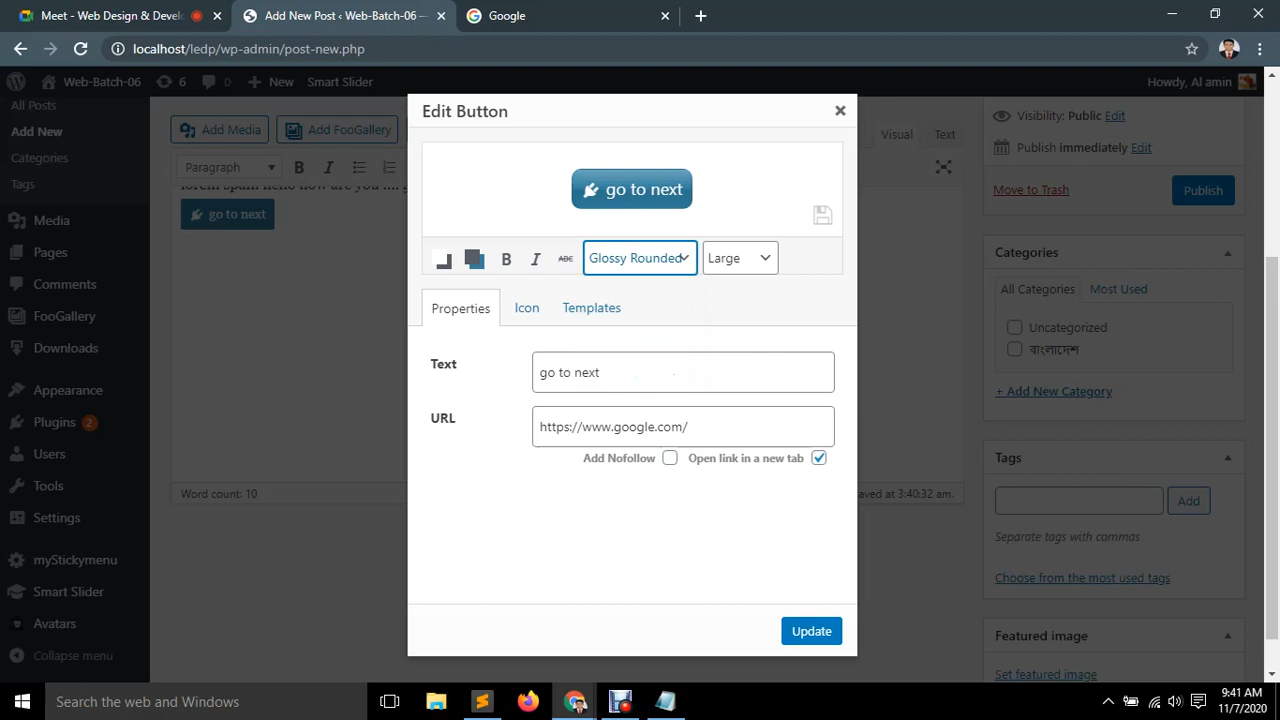 Meet - Web Design & Devel
Add New Post ‹ Web-Batch-06 —
Google
localhost/ledp/wp-admin/post-new.php
Web-Batch-06
6
0
New
Smart Slider
Howdy, Al amin
All Posts
Add New
Categories
Tags
Media
Pages
Comments
FooGallery
Downloads
Appearance
Plugins 2
Users
Tools
Settings
myStickymenu
Smart Slider
Avatars
Collapse menu
Add Media
Add FooGallery
Visual
Text
Paragraph
B
I
go to next
Word count: 10
saved at 3:40:32 am.
Edit Button
go to next
B
I
ABC
Glossy Rounded
Large
Properties
Icon
Templates
Text
go to next
URL
https://www.google.com/
Add Nofollow
Open link in a new tab
Update
Visibility: Public Edit
Publish immediately Edit
Move to Trash
Publish
Categories
All Categories
Most Used
Uncategorized
বাংলাদেশ
+ Add New Category
Tags
Add
Separate tags with commas
Choose from the most used tags
Featured image
Set featured image
Search the web and Windows
9:41 AM
11/7/2020